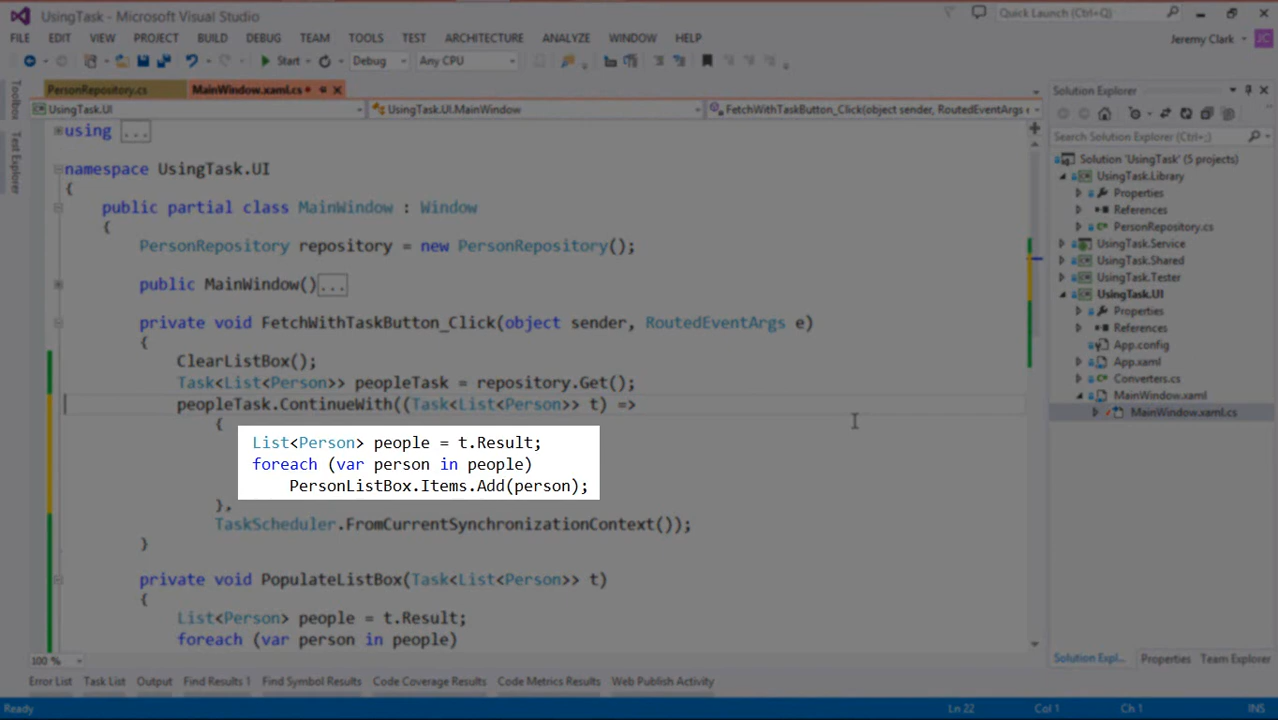 UsingTask - Microsoft Visual Studio
Quick Launch (Ctrl+Q)
FILE EDIT VIEW PROJECT BUILD DEBUG TEAM TOOLS TEST ARCHITECTURE ANALYZE WINDOW HELP
Jeremy Clark JC
Start Debug Any CPU
PersonRepository.cs MainWindow.xaml.cs*
UsingTask.UI UsingTask.UI.MainWindow FetchWithTaskButton_Click(object sender, RoutedEventArgs e
Toolbox
Test Explorer
using ...
namespace UsingTask.UI
{
public partial class MainWindow : Window
{
PersonRepository repository = new PersonRepository();
public MainWindow()...
private void FetchWithTaskButton_Click(object sender, RoutedEventArgs e)
{
ClearListBox();
Task<List<Person>> peopleTask = repository.Get();
peopleTask.ContinueWith((Task<List<Person>> t) =>
{
List<Person> people = t.Result;
foreach (var person in people)
PersonListBox.Items.Add(person);
},
TaskScheduler.FromCurrentSynchronizationContext());
}
private void PopulateListBox(Task<List<Person>> t)
{
List<Person> people = t.Result;
foreach (var person in people)
100 %
Solution Explorer
Search Solution Explorer (Ctrl+;)
Solution 'UsingTask' (5 projects)
UsingTask.Library
Properties
References
PersonRepository.cs
UsingTask.Service
UsingTask.Shared
UsingTask.Tester
UsingTask.UI
Properties
References
App.config
App.xaml
Converters.cs
MainWindow.xaml
MainWindow.xaml.cs
Solution Expl... Properties Team Explorer
Error List Task List Output Find Results 1 Find Symbol Results Code Coverage Results Code Metrics Results Web Publish Activity
Ready Ln 22 Col 1 Ch 1 INS